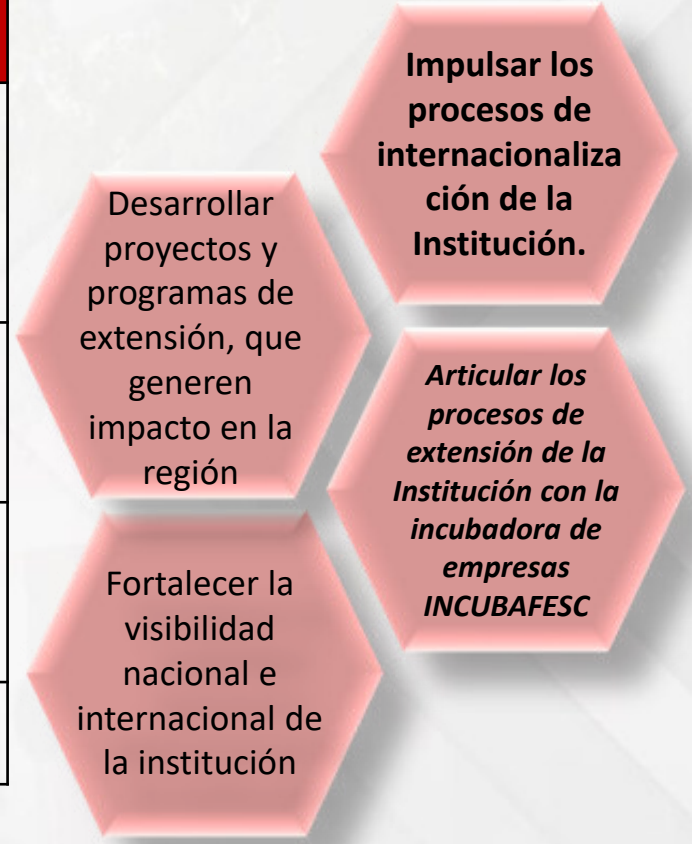 Impulsar los
procesos de
internacionaliza
ción de la
Institución.
Desarrollar
proyectos y
programas de
extensión, que
generen
impacto en la
región
Articular los
procesos de
extensión de la
Institución con la
incubadora de
empresas
INCUBAFESC
Fortalecer la
visibilidad
nacional e
internacional de
la institución